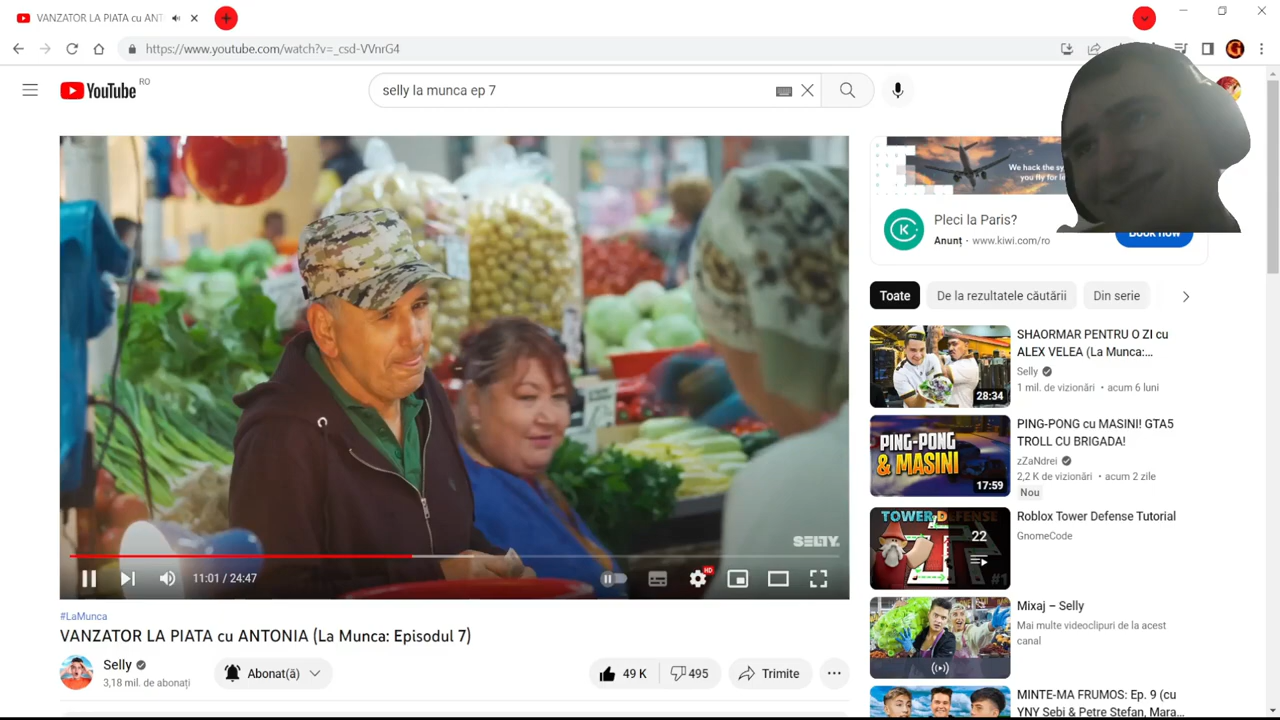 VANZATOR LA PIATA cu ANT
https://www.youtube.com/watch?v=_csd-VVnrG4
YouTube RO
selly la munca ep 7
We hack the sy
you fly for l
Pleci la Paris?
Anunț · www.kiwi.com/ro
Book now
Toate
De la rezultatele căutării
Din serie
SHAORMAR PENTRU O ZI cu
ALEX VELEA (La Munca:...
Selly
1 mil. de vizionări • acum 6 luni
28:34
PING-PONG cu MASINI! GTA5
TROLL CU BRIGADA!
zZaNdrei
2,2 K de vizionări • acum 2 zile
Nou
PING-PONG
& MASINI
17:59
Roblox Tower Defense Tutorial
GnomeCode
TOWER D
22
#1
Mixaj – Selly
Mai multe videoclipuri de la acest
canal
MINTE-MA FRUMOS: Ep. 9 (cu
YNY Sebi & Petre Stefan, Mara...
SELTY.
11:01 / 24:47
HD
#LaMunca
VANZATOR LA PIATA cu ANTONIA (La Munca: Episodul 7)
Selly
3,18 mil. de abonați
Abonat(ă)
49 K
495
Trimite